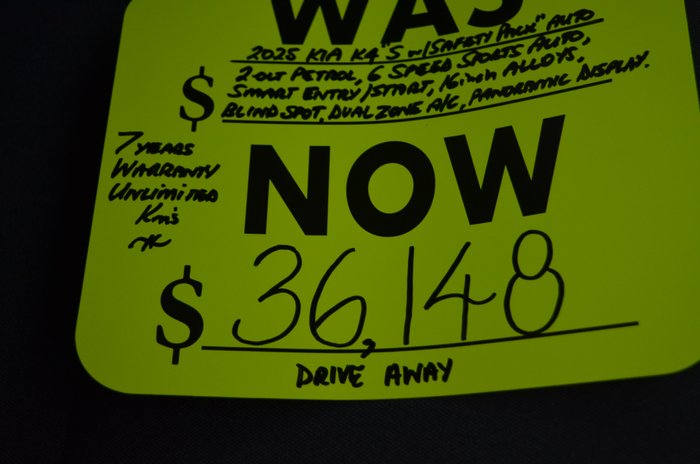 WAS
2025 KIA K4 "S w/SAFETY PACK" AUTO
$ 2.0LT PETROL, 6 SPEED SPORTS AUTO,
SMART ENTRY/START, 16inch ALLOYS,
BLIND SPOT, DUAL ZONE A/C, PANORAMIC DISPLAY.
7 YEARS
WARRANTY
UNLIMITED
Km's
NOW
$ 36,148
DRIVE AWAY